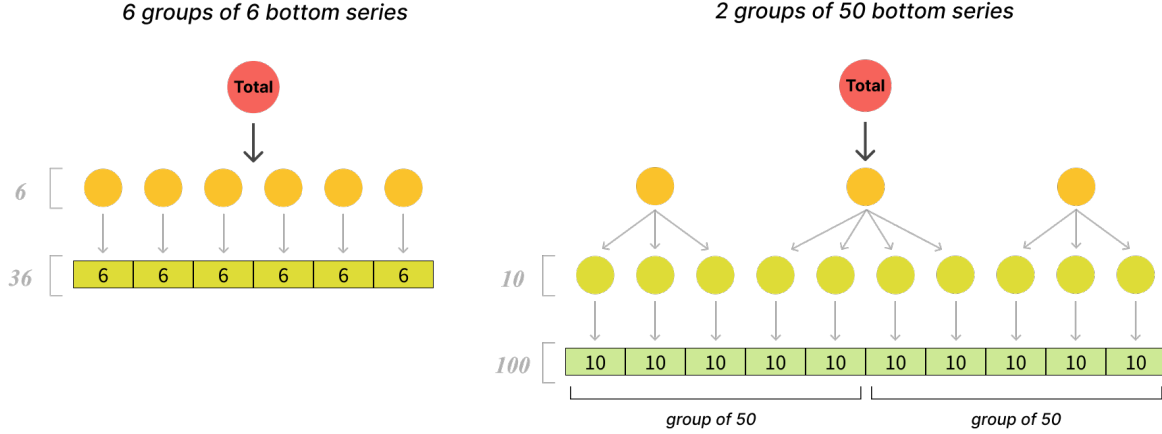 6 groups of 6 bottom series
Total
6
36
6 6 6 6 6 6
2 groups of 50 bottom series
Total
10
100
10 10 10 10 10 10 10 10 10 10
group of 50
group of 50